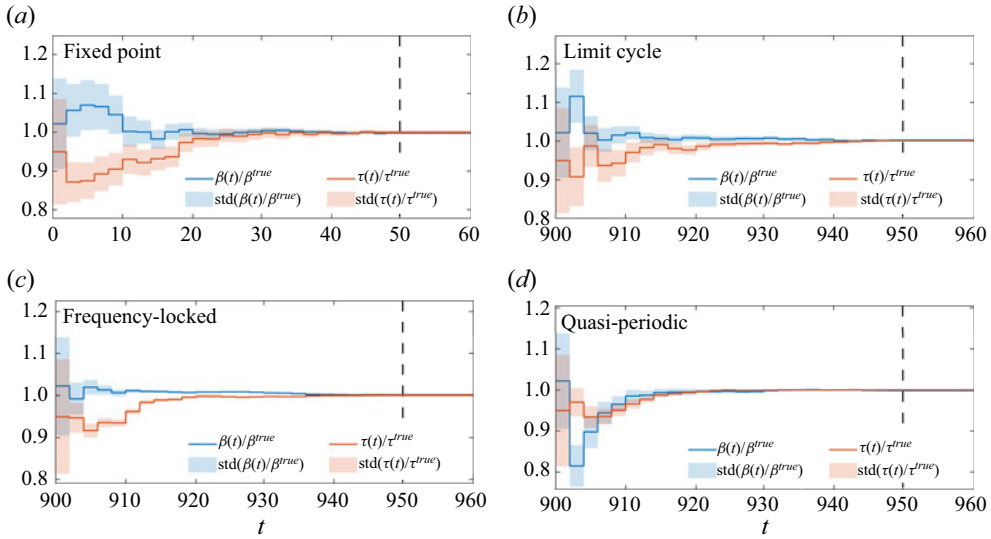 (a)
Fixed point
1.2
1.1
1.0
0.9
0.8
β(t)/β^true
τ(t)/τ^true
std(β(t)/β^true)
std(τ(t)/τ^true)
0 10 20 30 40 50 60
(b)
Limit cycle
1.2
1.1
1.0
0.9
0.8
β(t)/β^true
τ(t)/τ^true
std(β(t)/β^true)
std(τ(t)/τ^true)
900 910 920 930 940 950 960
(c)
Frequency-locked
1.2
1.1
1.0
0.9
0.8
β(t)/β^true
τ(t)/τ^true
std(β(t)/β^true)
std(τ(t)/τ^true)
900 910 920 930 940 950 960
t
(d)
Quasi-periodic
1.2
1.1
1.0
0.9
0.8
β(t)/β^true
τ(t)/τ^true
std(β(t)/β^true)
std(τ(t)/τ^true)
900 910 920 930 940 950 960
t